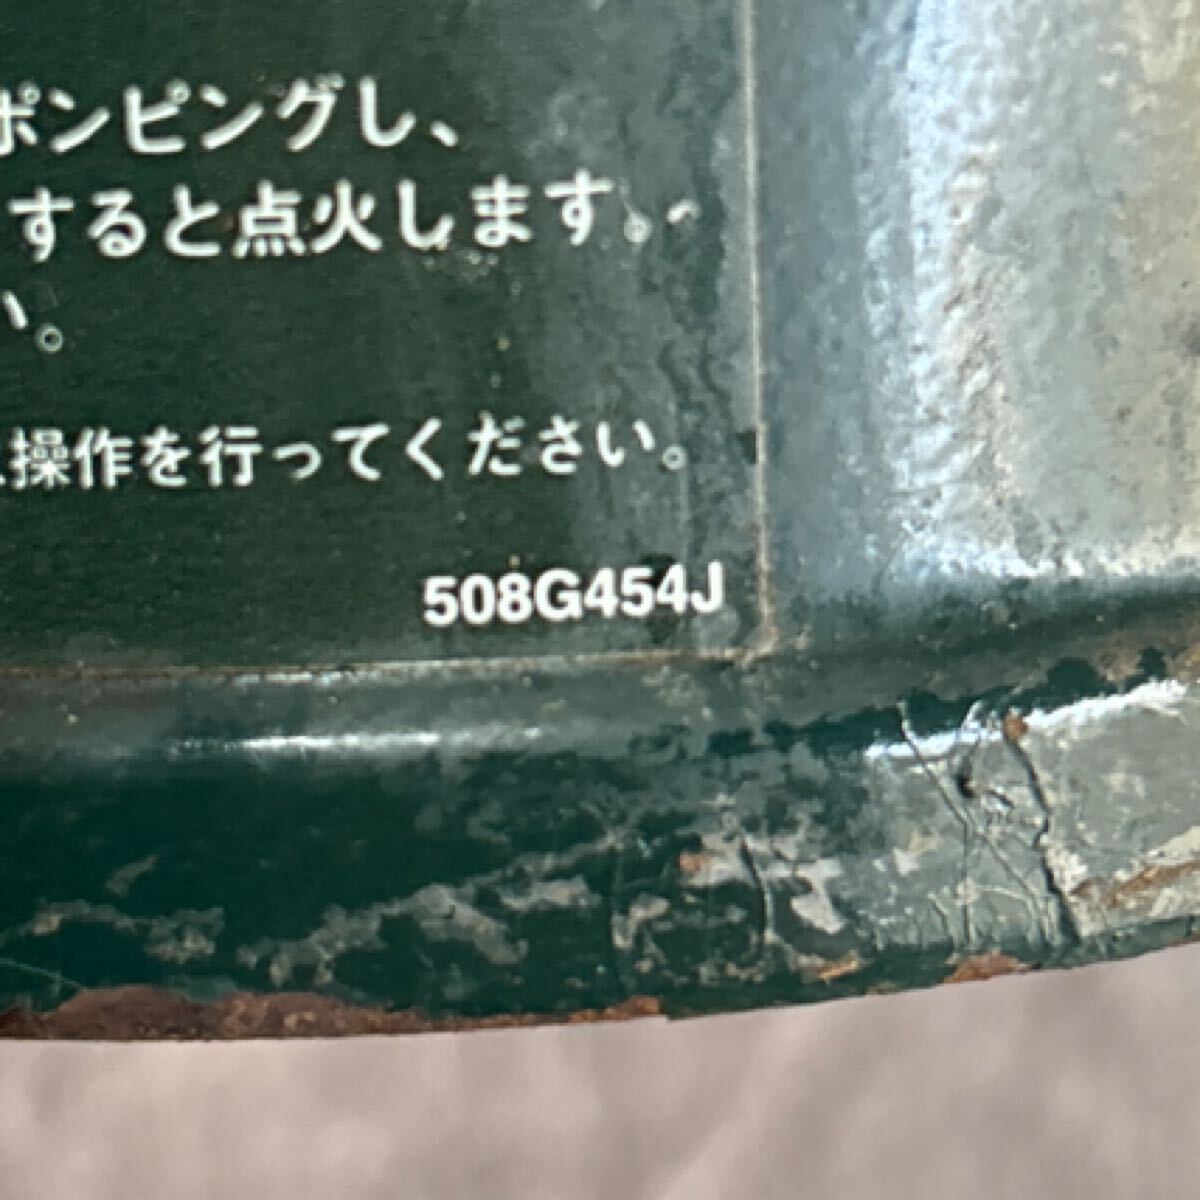 ポンピングし、
すると点火します。
い。
操作を行ってください。
508G454J